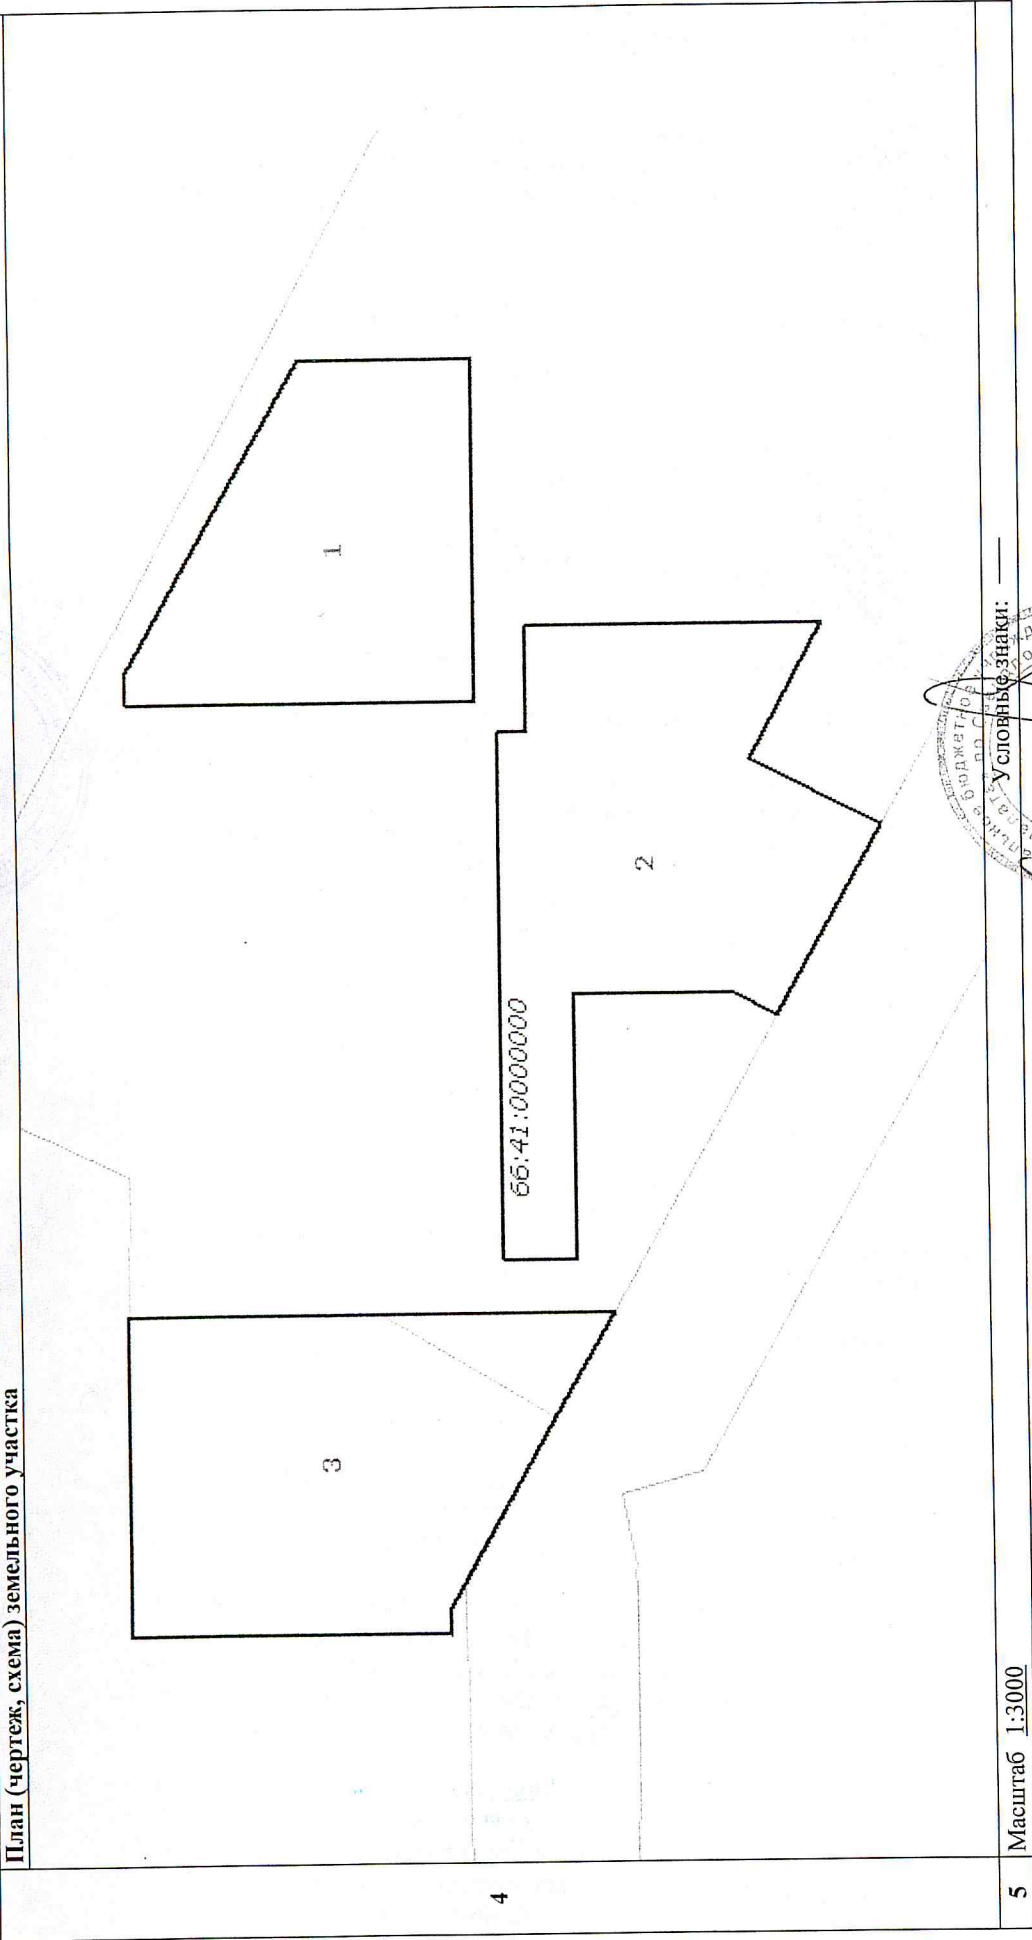 План (чертеж, схема) земельного участка
4
3
66:41:0000000
2
1
5 Масштаб 1:3000 Условные знаки: —